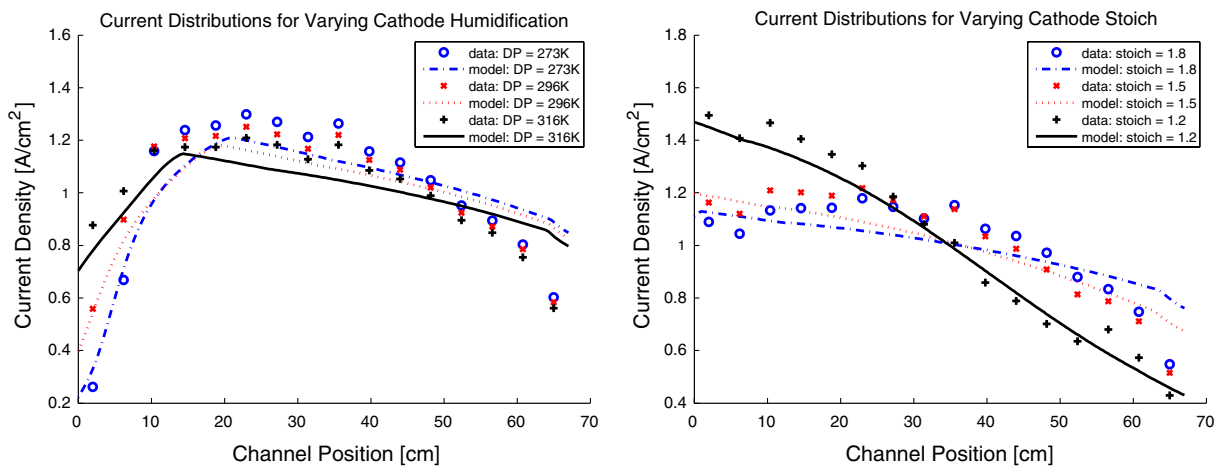 Current Distributions for Varying Cathode Humidification
1.6
1.4
1.2
1
0.8
0.6
0.4
0.2
Current Density [A/cm²]
data: DP = 273K
model: DP = 273K
data: DP = 296K
model: DP = 296K
data: DP = 316K
model: DP = 316K
0 10 20 30 40 50 60 70
Channel Position [cm]
Current Distributions for Varying Cathode Stoich
1.8
1.6
1.4
1.2
1
0.8
0.6
0.4
Current Density [A/cm²]
data: stoich = 1.8
model: stoich = 1.8
data: stoich = 1.5
model: stoich = 1.5
data: stoich = 1.2
model: stoich = 1.2
0 10 20 30 40 50 60 70
Channel Position [cm]